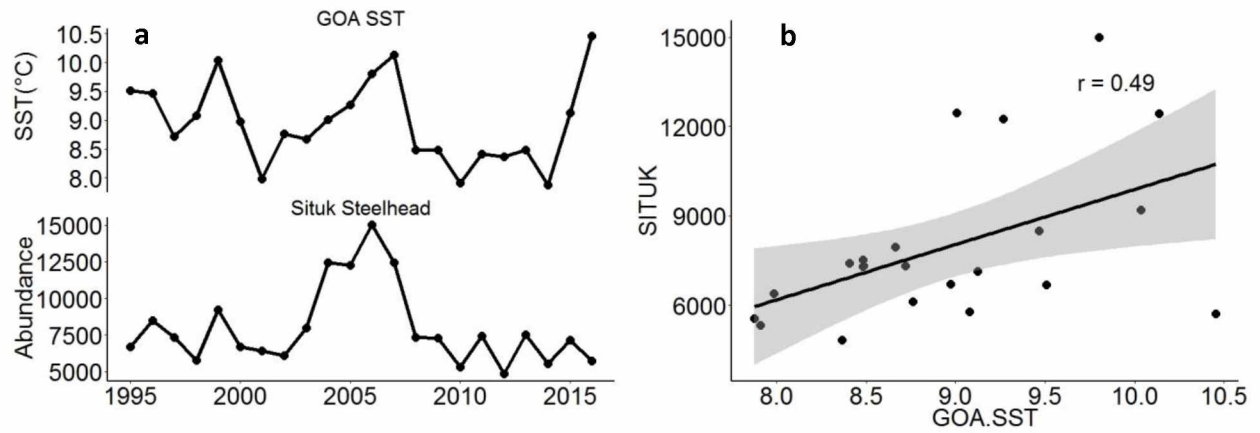 GOA SST
a
SST(°C)
10.5
10.0
9.5
9.0
8.5
8.0
Situk Steelhead
Abundance
15000
12500
10000
7500
5000
1995 2000 2005 2010 2015
b
r = 0.49
SITUK
15000
12000
9000
6000
8.0 8.5 9.0 9.5 10.0 10.5
GOA.SST